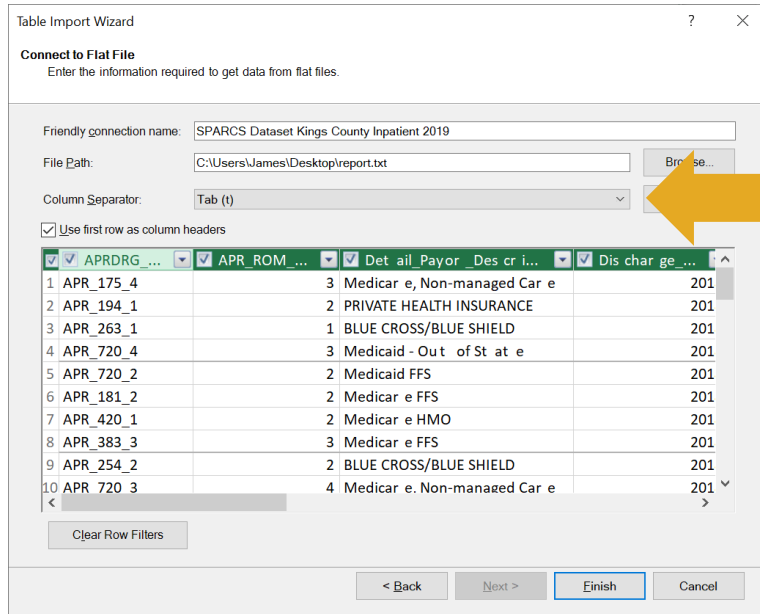 Table Import Wizard ? ×
Connect to Flat File
Enter the information required to get data from flat files.
Friendly connection name: SPARCS Dataset Kings County Inpatient 2019
File Path: C:\Users\James\Desktop\report.txt Browse...
Column Separator: Tab (t)
Use first row as column headers
APRDRG_... APR_ROM_... Det ail_Payor _Des cr i... Dis char ge_...
1 APR_175_4 3 Medicar e, Non-managed Car e 201
2 APR_194_1 2 PRIVATE HEALTH INSURANCE 201
3 APR_263_1 1 BLUE CROSS/BLUE SHIELD 201
4 APR_720_4 3 Medicaid - Ou t of St at e 201
5 APR_720_2 2 Medicaid FFS 201
6 APR_181_2 2 Medicar e FFS 201
7 APR_420_1 2 Medicar e HMO 201
8 APR_383_3 3 Medicar e FFS 201
9 APR_254_2 2 BLUE CROSS/BLUE SHIELD 201
10 APR_720_3 4 Medicar e, Non-managed Car e 201
Clear Row Filters
< Back Next > Finish Cancel